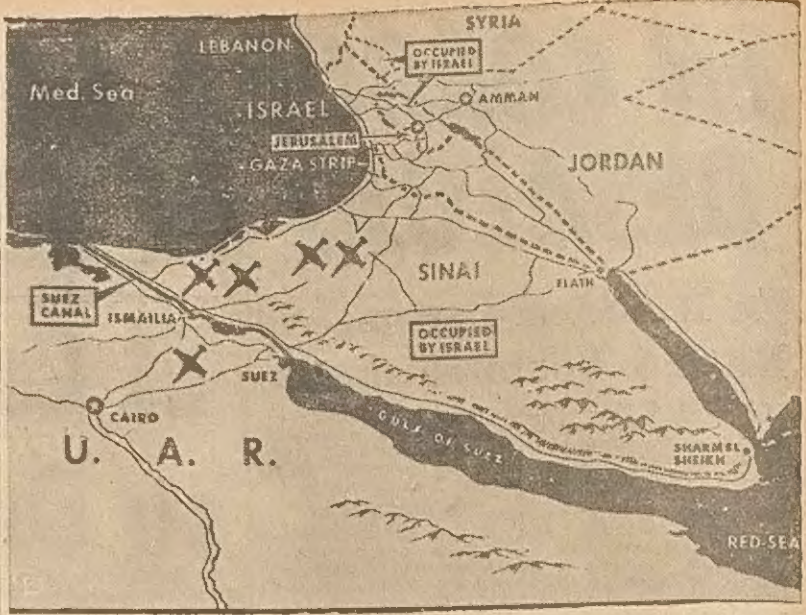 SYRIA
LEBANON
OCCUPIED
BY ISRAEL
Med. Sea
AMMAN
ISRAEL
JERUSALEM
GAZA STRIP
JORDAN
SINAI
ELATH
SUEZ
CANAL
ISMAILIA
OCCUPIED
BY ISRAEL
SUEZ
CAIRO
GULF OF SUEZ
U. A. R.
SHARM EL
SHEIKH
RED SEA